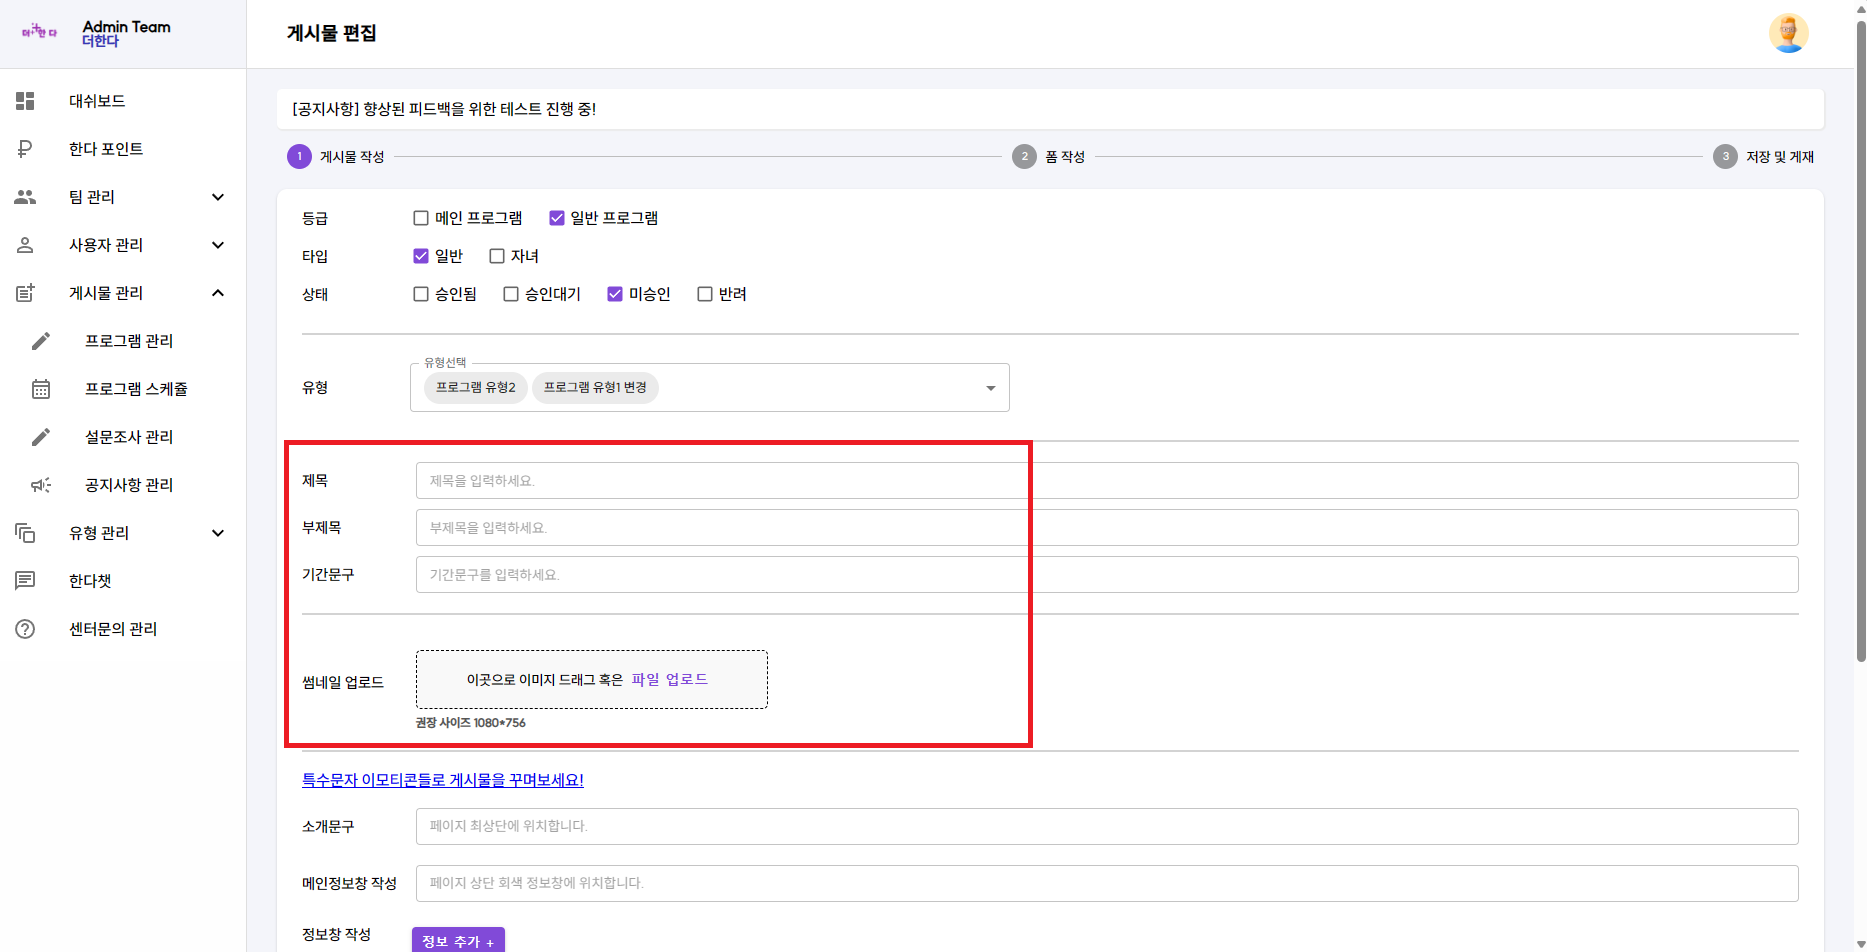 더한다
Admin Team
더한다
게시물 편집
대쉬보드
한다 포인트
팀 관리
사용자 관리
게시물 관리
프로그램 관리
프로그램 스케쥴
설문조사 관리
공지사항 관리
유형 관리
한다챗
센터문의 관리
[공지사항] 향상된 피드백을 위한 테스트 진행 중!
1 게시물 작성 2 폼 작성 3 저장 및 게재
등급 메인 프로그램 일반 프로그램
타입 일반 자녀
상태 승인됨 승인대기 미승인 반려
유형선택
유형 프로그램 유형2 프로그램 유형1 변경
제목 제목을 입력하세요.
부제목 부제목을 입력하세요.
기간문구 기간문구를 입력하세요.
썸네일 업로드 이곳으로 이미지 드래그 혹은 파일 업로드
권장 사이즈 1080*756
특수문자 이모티콘들로 게시물을 꾸며보세요!
소개문구 페이지 최상단에 위치합니다.
메인정보창 작성 페이지 상단 회색 정보창에 위치합니다.
정보창 작성 정보 추가 +